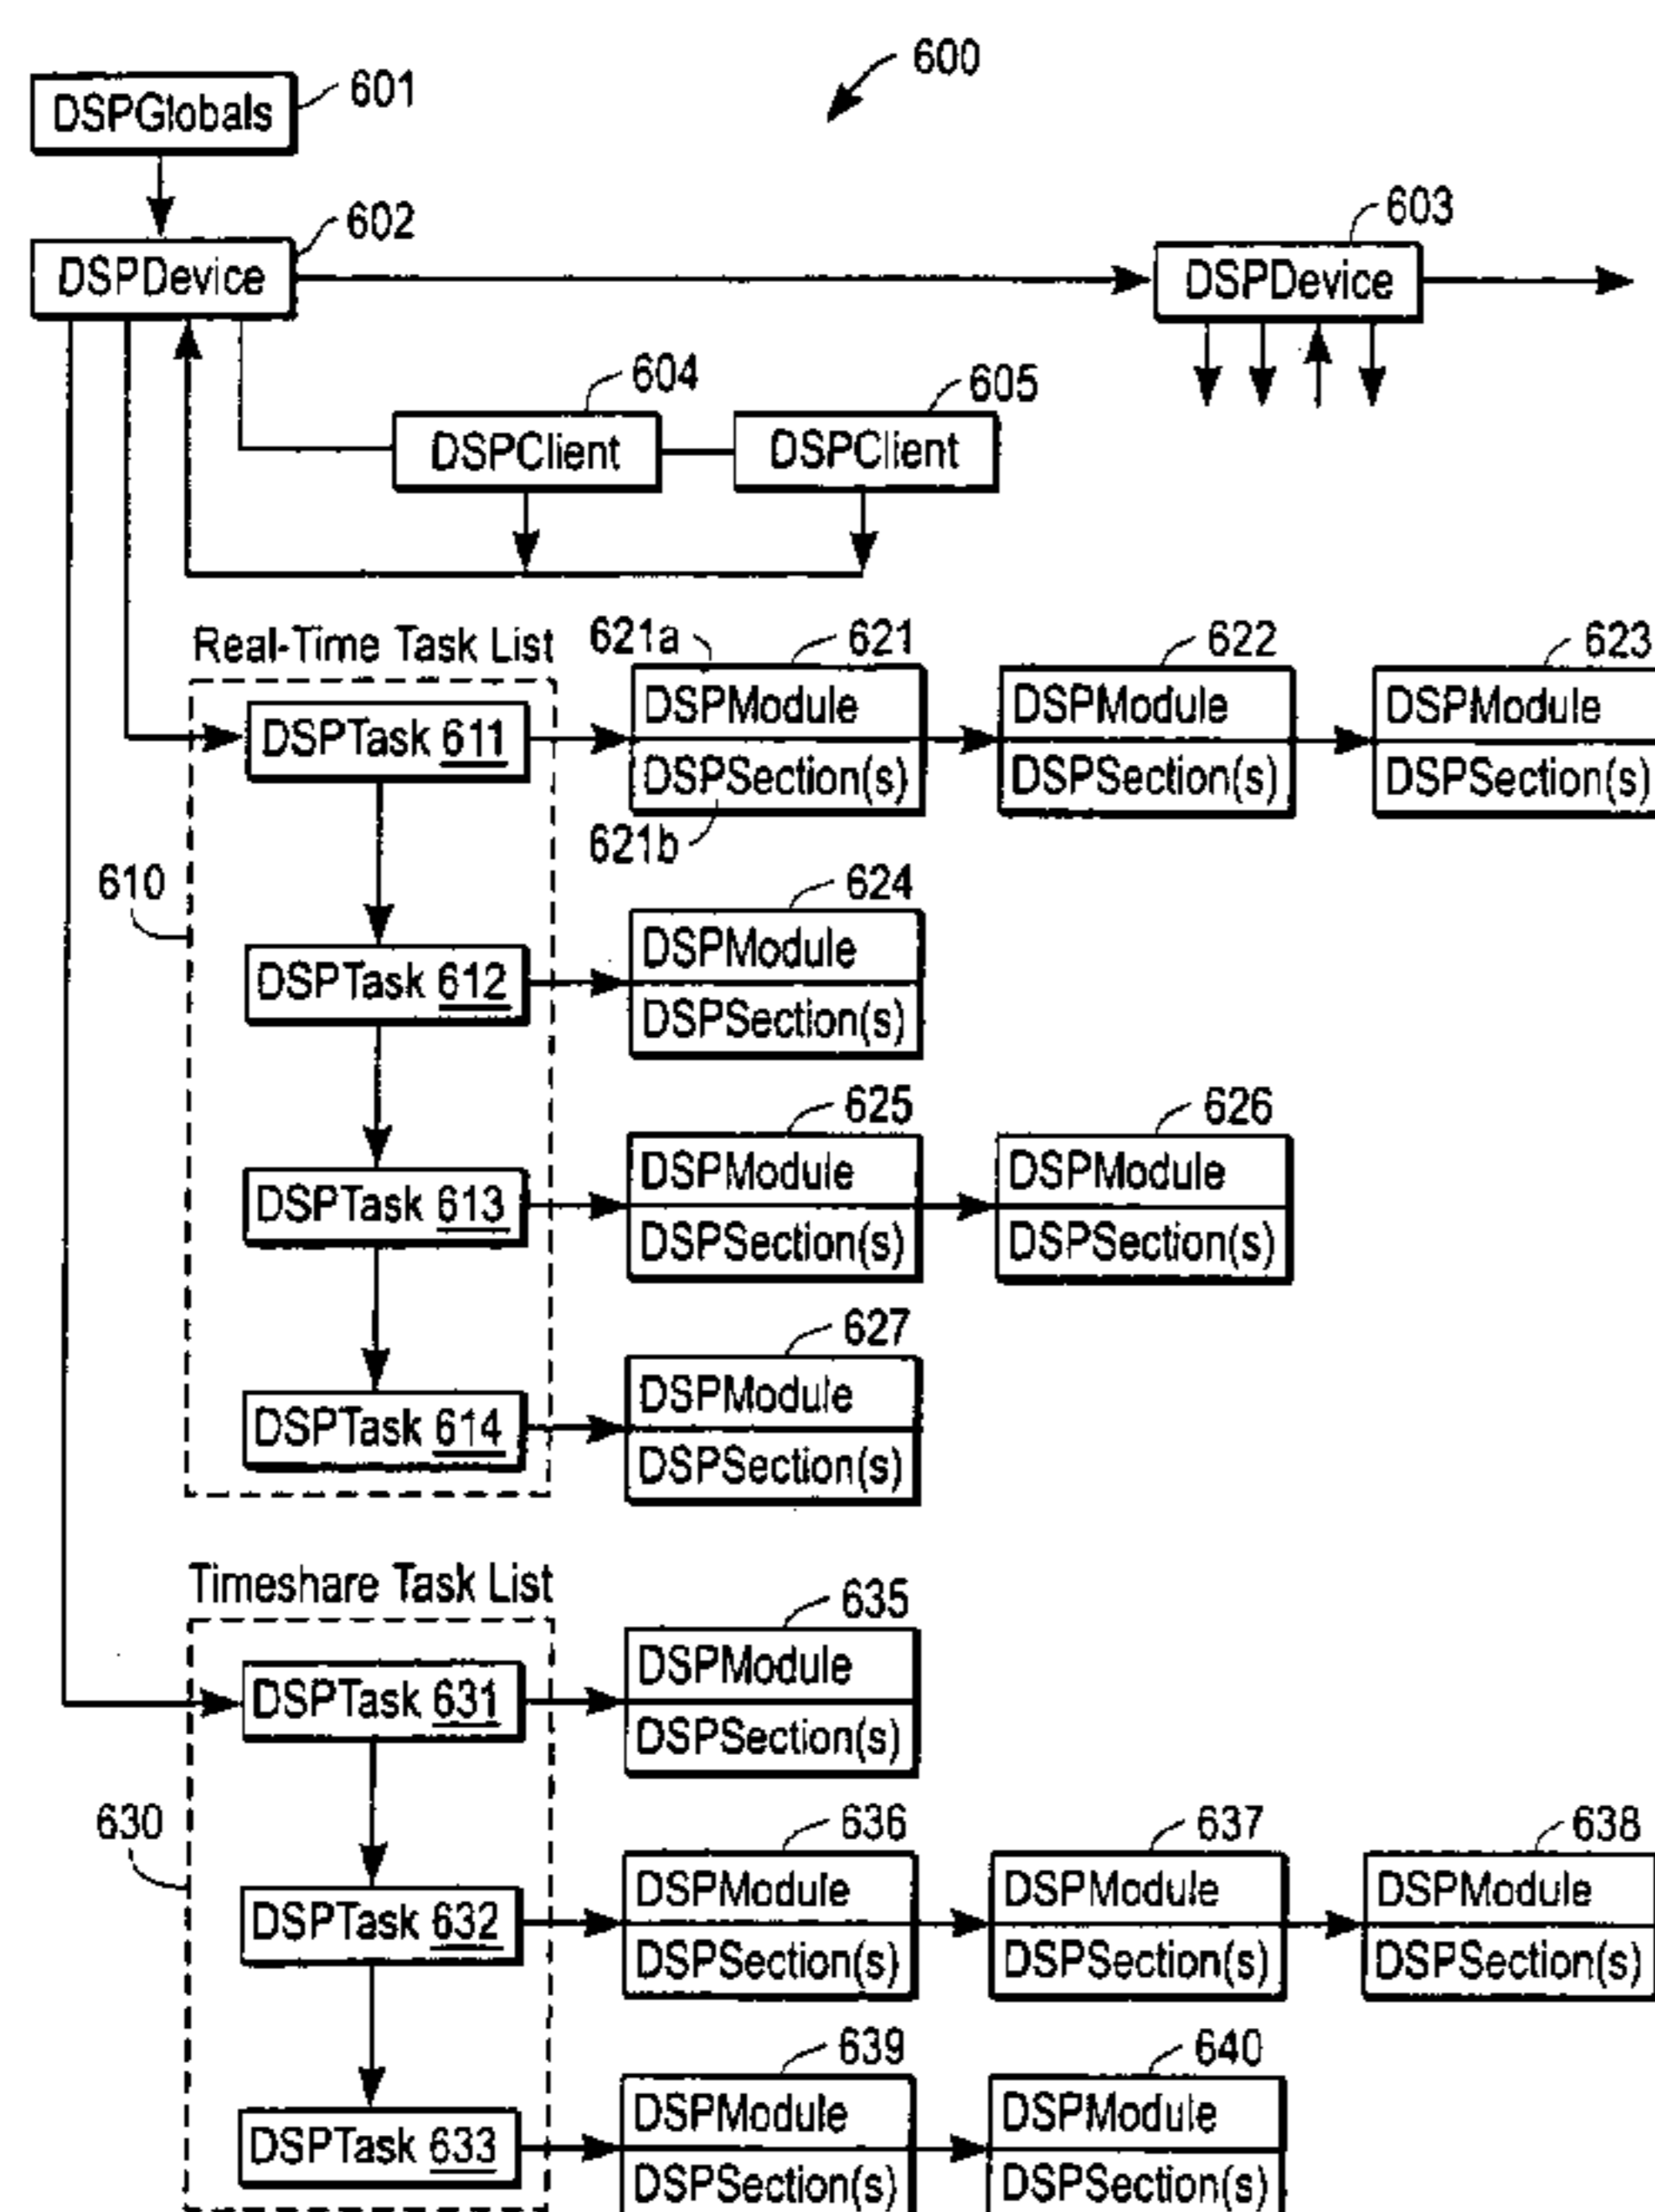 600
DSPGlobals 601
DSPDevice 602
DSPDevice 603
DSPClient 604
DSPClient 605
Real-Time Task List
610
DSPTask 611
621a
621
DSPModule
DSPSection(s)
621b
622
DSPModule
DSPSection(s)
623
DSPModule
DSPSection(s)
DSPTask 612
624
DSPModule
DSPSection(s)
DSPTask 613
625
DSPModule
DSPSection(s)
626
DSPModule
DSPSection(s)
DSPTask 614
627
DSPModule
DSPSection(s)
Timeshare Task List
630
DSPTask 631
635
DSPModule
DSPSection(s)
DSPTask 632
636
DSPModule
DSPSection(s)
637
DSPModule
DSPSection(s)
638
DSPModule
DSPSection(s)
DSPTask 633
639
DSPModule
DSPSection(s)
640
DSPModule
DSPSection(s)